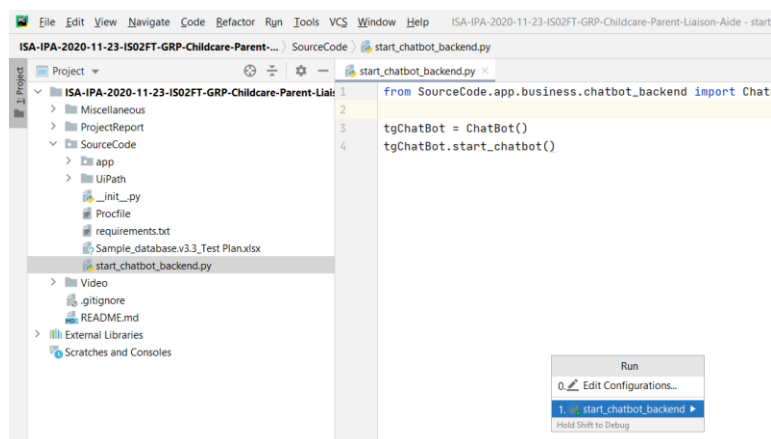 File Edit View Navigate Code Refactor Run Tools VCS Window Help ISA-IPA-2020-11-23-IS02FT-GRP-Childcare-Parent-Liaison-Aide - start
ISA-IPA-2020-11-23-IS02FT-GRP-Childcare-Parent-... SourceCode start_chatbot_backend.py
1: Project
Project
start_chatbot_backend.py
ISA-IPA-2020-11-23-IS02FT-GRP-Childcare-Parent-Liais
Miscellaneous
ProjectReport
SourceCode
app
UiPath
__init__.py
Procfile
requirements.txt
Sample_database.v3.3_Test Plan.xlsx
start_chatbot_backend.py
Video
.gitignore
README.md
External Libraries
Scratches and Consoles
1 from SourceCode.app.business.chatbot_backend import Chat
2
3 tgChatBot = ChatBot()
4 tgChatBot.start_chatbot()
Run
0. Edit Configurations...
1. start_chatbot_backend
Hold Shift to Debug